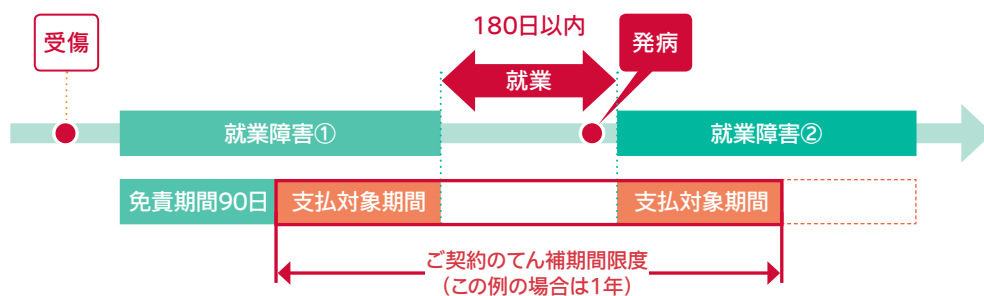 受傷
180日以内
発病
就業
就業障害①
就業障害②
免責期間90日
支払対象期間
支払対象期間
ご契約のてん補期間限度
（この例の場合は1年）